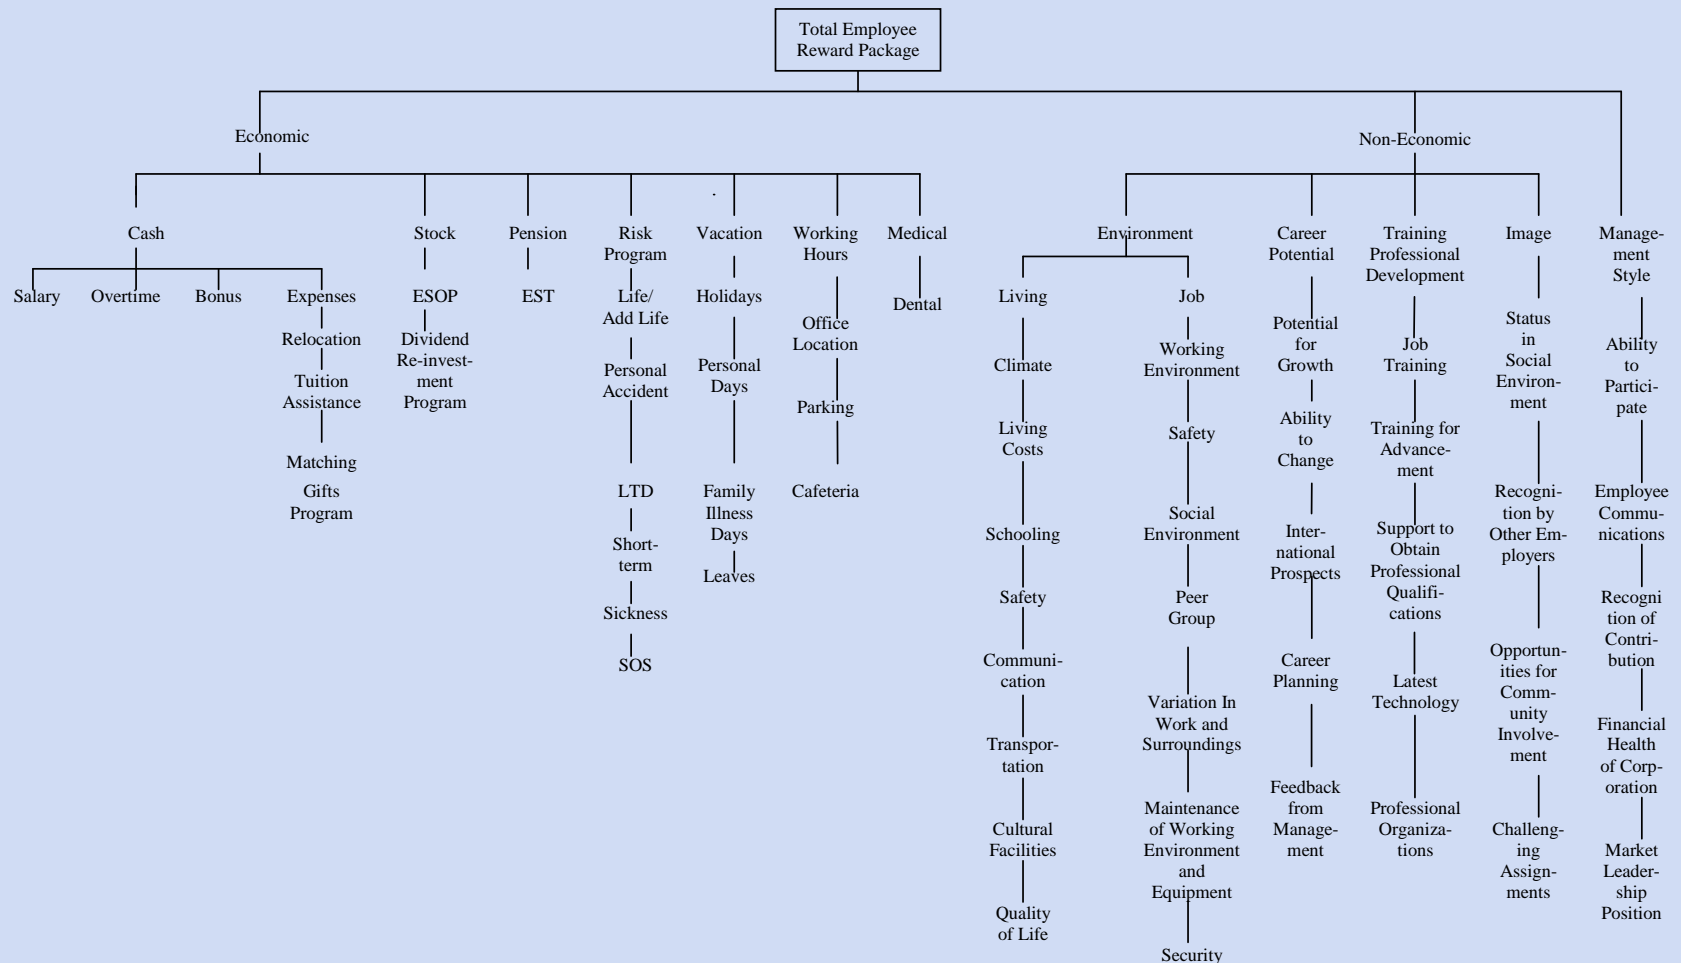 Total Employee
Reward Package
Economic
Non-Economic
Cash
Salary
Overtime
Bonus
Expenses
Relocation
Tuition
Assistance
Matching
Gifts
Program
Stock
ESOP
Dividend
Re-invest-
ment
Program
Pension
EST
Risk
Program
Life/
Add Life
Personal
Accident
LTD
Short-
term
Sickness
SOS
Vacation
Holidays
Personal
Days
Family
Illness
Days
Leaves
Working
Hours
Office
Location
Parking
Cafeteria
Medical
Dental
Environment
Living
Climate
Living
Costs
Schooling
Safety
Communi-
cation
Transpor-
tation
Cultural
Facilities
Quality
of Life
Job
Working
Environment
Safety
Social
Environment
Peer
Group
Variation In
Work and
Surroundings
Maintenance
of Working
Environment
and
Equipment
Security
Career
Potential
Potential
for
Growth
Ability
to
Change
Inter-
national
Prospects
Career
Planning
Feedback
from
Manage-
ment
Training
Professional
Development
Job
Training
Training for
Advance-
ment
Support to
Obtain
Professional
Qualifi-
cations
Latest
Technology
Professional
Organiza-
tions
Image
Status
in
Social
Environ-
ment
Recogni-
tion by
Other Em-
ployers
Opportun-
ities for
Comm-
unity
Involve-
ment
Challeng-
ing
Assign-
ments
Manage-
ment
Style
Ability
to
Partici-
pate
Employee
Commu-
nications
Recogni
tion of
Contri-
bution
Financial
Health
of Corp-
oration
Market
Leader-
ship
Position